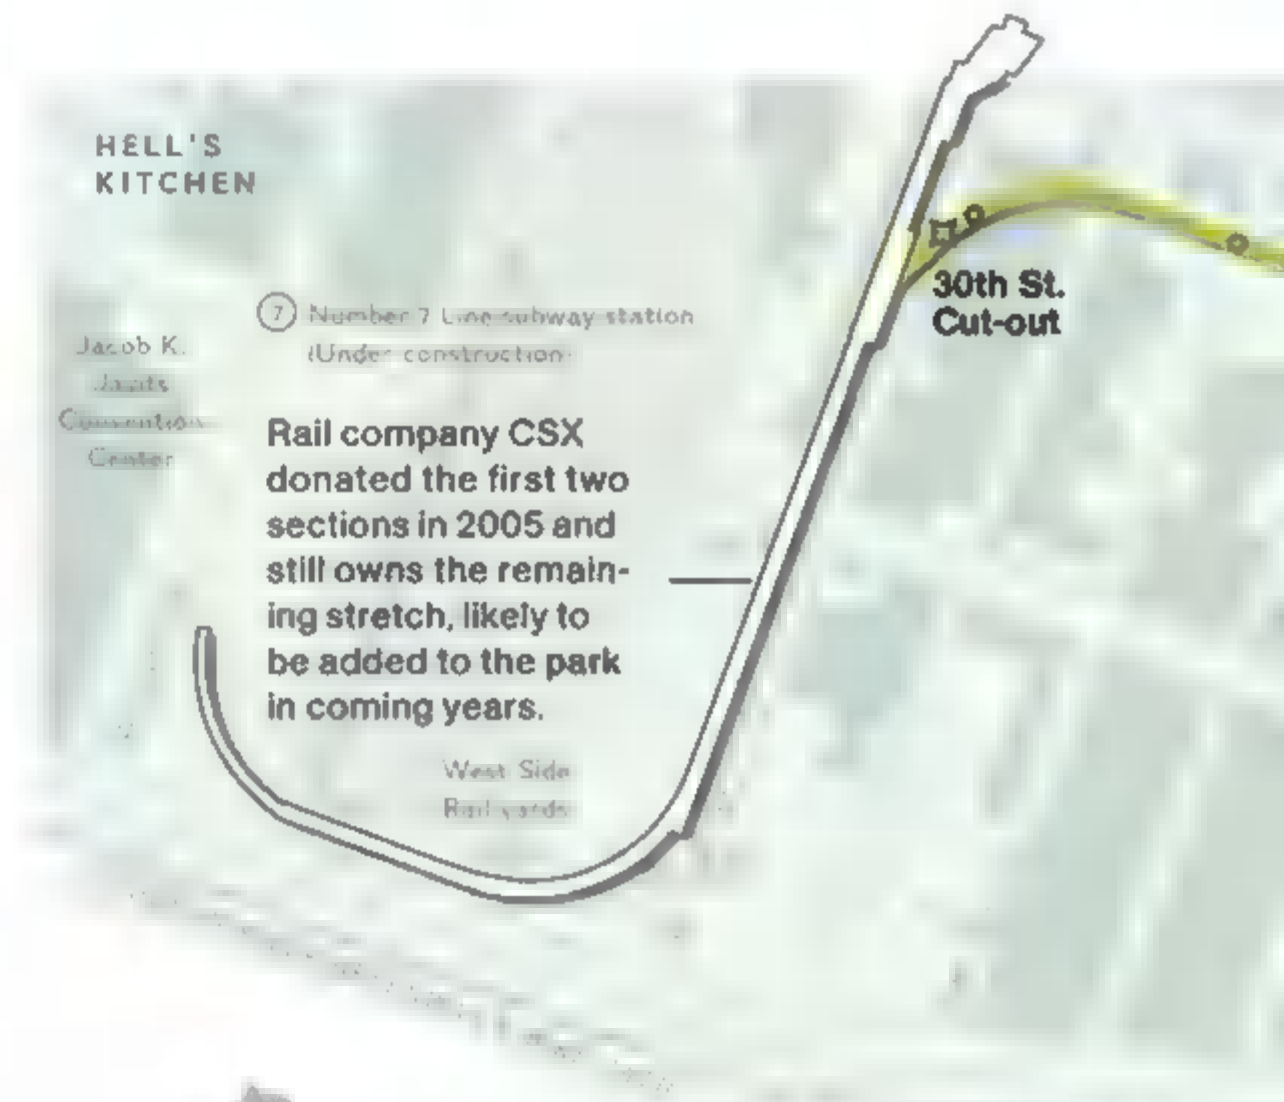 HELL'S
KITCHEN
30th St.
Cut-out
7 Number 7 Line subway station
(Under construction)
Jacob K.
Javits
Convention
Center
Rail company CSX
donated the first two
sections in 2005 and
still owns the remain-
ing stretch, likely to
be added to the park
in coming years.
West Side
Rail yards